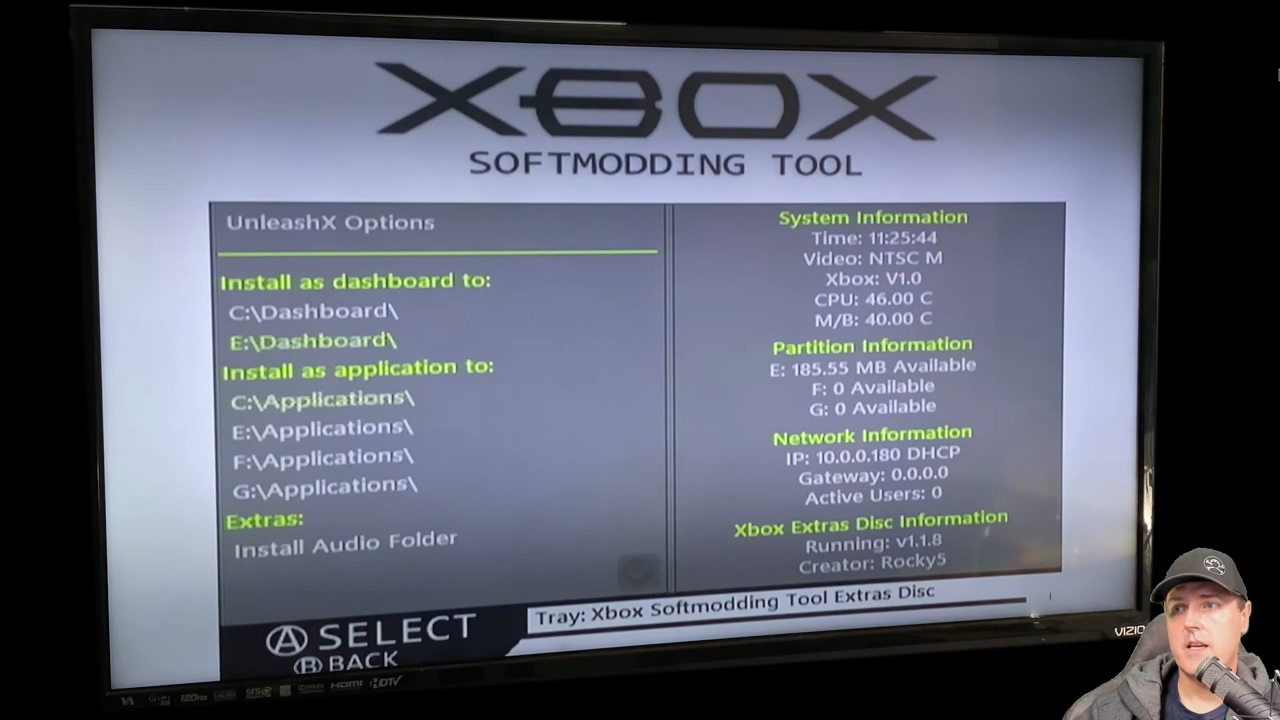 XBOX
SOFTMODDING TOOL
UnleashX Options
Install as dashboard to:
C:\Dashboard\
E:\Dashboard\
Install as application to:
C:\Applications\
E:\Applications\
F:\Applications\
G:\Applications\
Extras:
Install Audio Folder
System Information
Time: 11:25:44
Video: NTSC M
Xbox: V1.0
CPU: 46.00 C
M/B: 40.00 C
Partition Information
E: 185.55 MB Available
F: 0 Available
G: 0 Available
Network Information
IP: 10.0.0.180 DHCP
Gateway: 0.0.0.0
Active Users: 0
Xbox Extras Disc Information
Running: v1.1.8
Creator: Rocky5
Tray: Xbox Softmodding Tool Extras Disc
A SELECT
B BACK
VIZIO
120Hz
HDMI HDTV